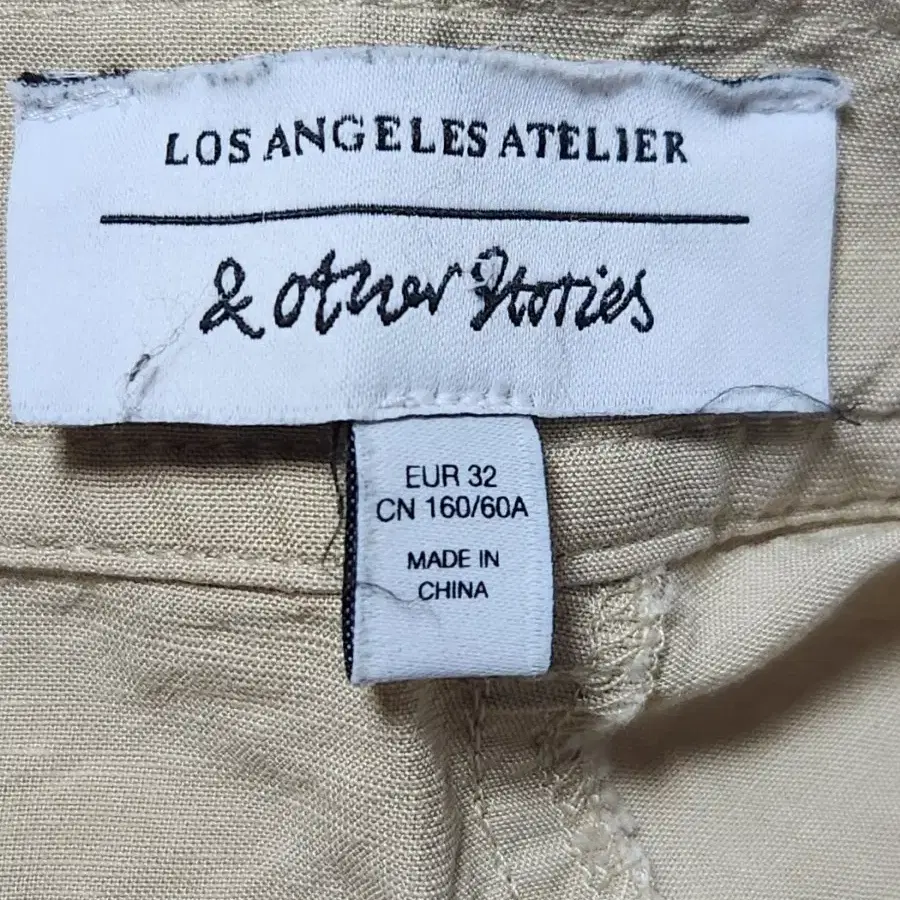 LOS ANGELES ATELIER
& other Stories
EUR 32
CN 160/60A
MADE IN
CHINA